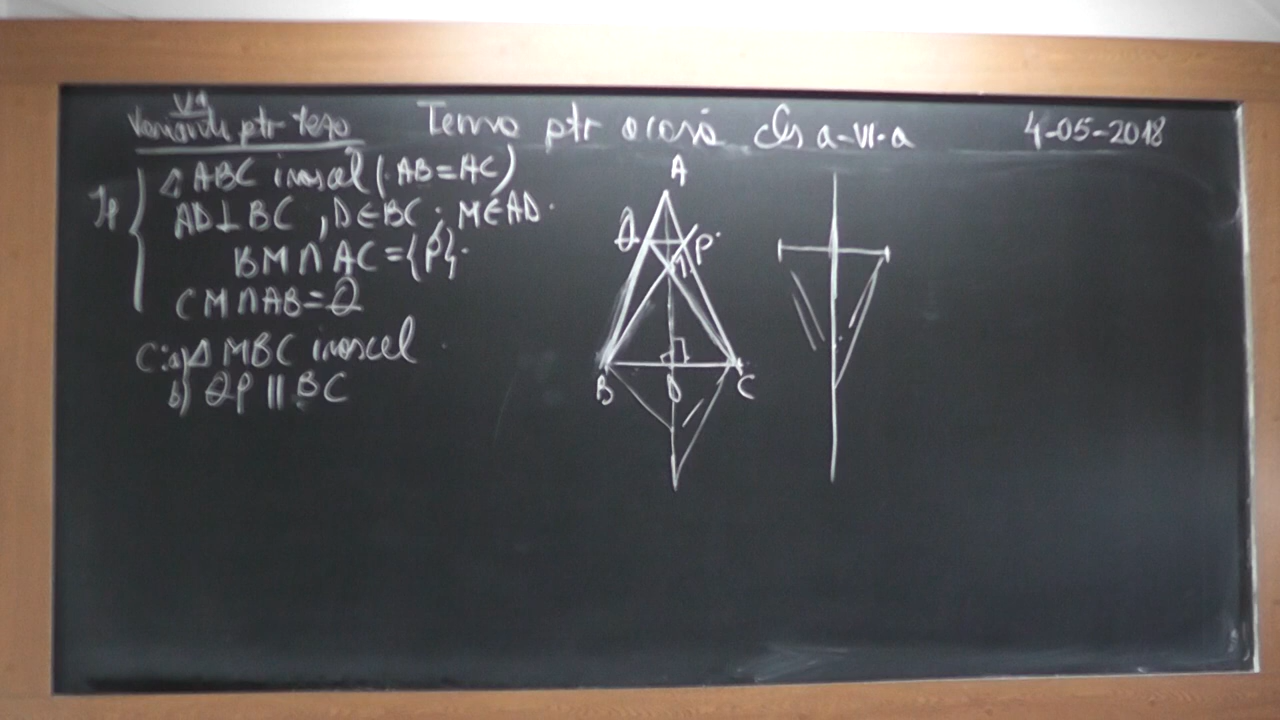 V1
Variante ptr teza Tema ptr acasă cls a-VI-a 4-05-2018
Ip
△ ABC isoscel (AB=AC)
AD⊥BC , D∈BC ; M∈AD.
BM∩AC={P}.
CM∩AB=Q
C: a) △ MBC isoscel
b) QP || BC
A
Q P
B D C